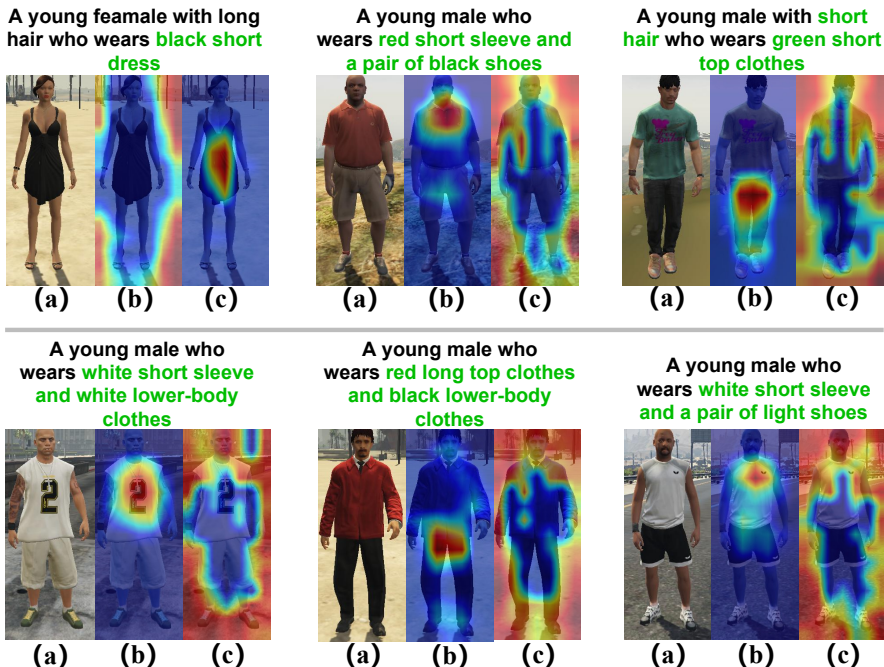 A young feamale with long
hair who wears black short
dress
(a) (b) (c)
A young male who
wears red short sleeve and
a pair of black shoes
(a) (b) (c)
A young male with short
hair who wears green short
top clothes
(a) (b) (c)
A young male who
wears white short sleeve
and white lower-body
clothes
2 2 2
(a) (b) (c)
A young male who
wears red long top clothes
and black lower-body
clothes
(a) (b) (c)
A young male who
wears white short sleeve
and a pair of light shoes
(a) (b) (c)